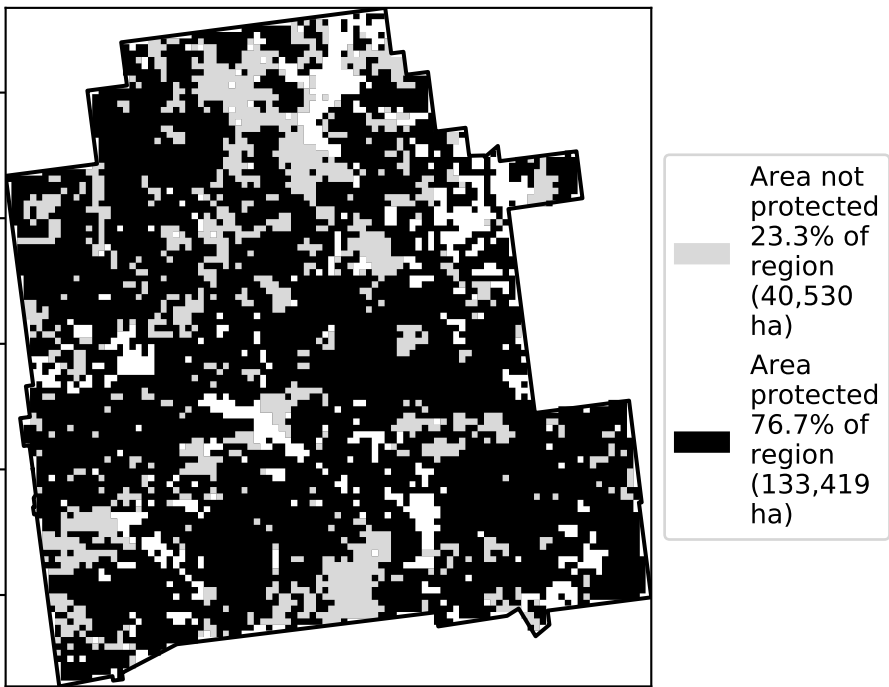 Area not
protected
23.3% of
region
(40,530
ha)
Area
protected
76.7% of
region
(133,419
ha)